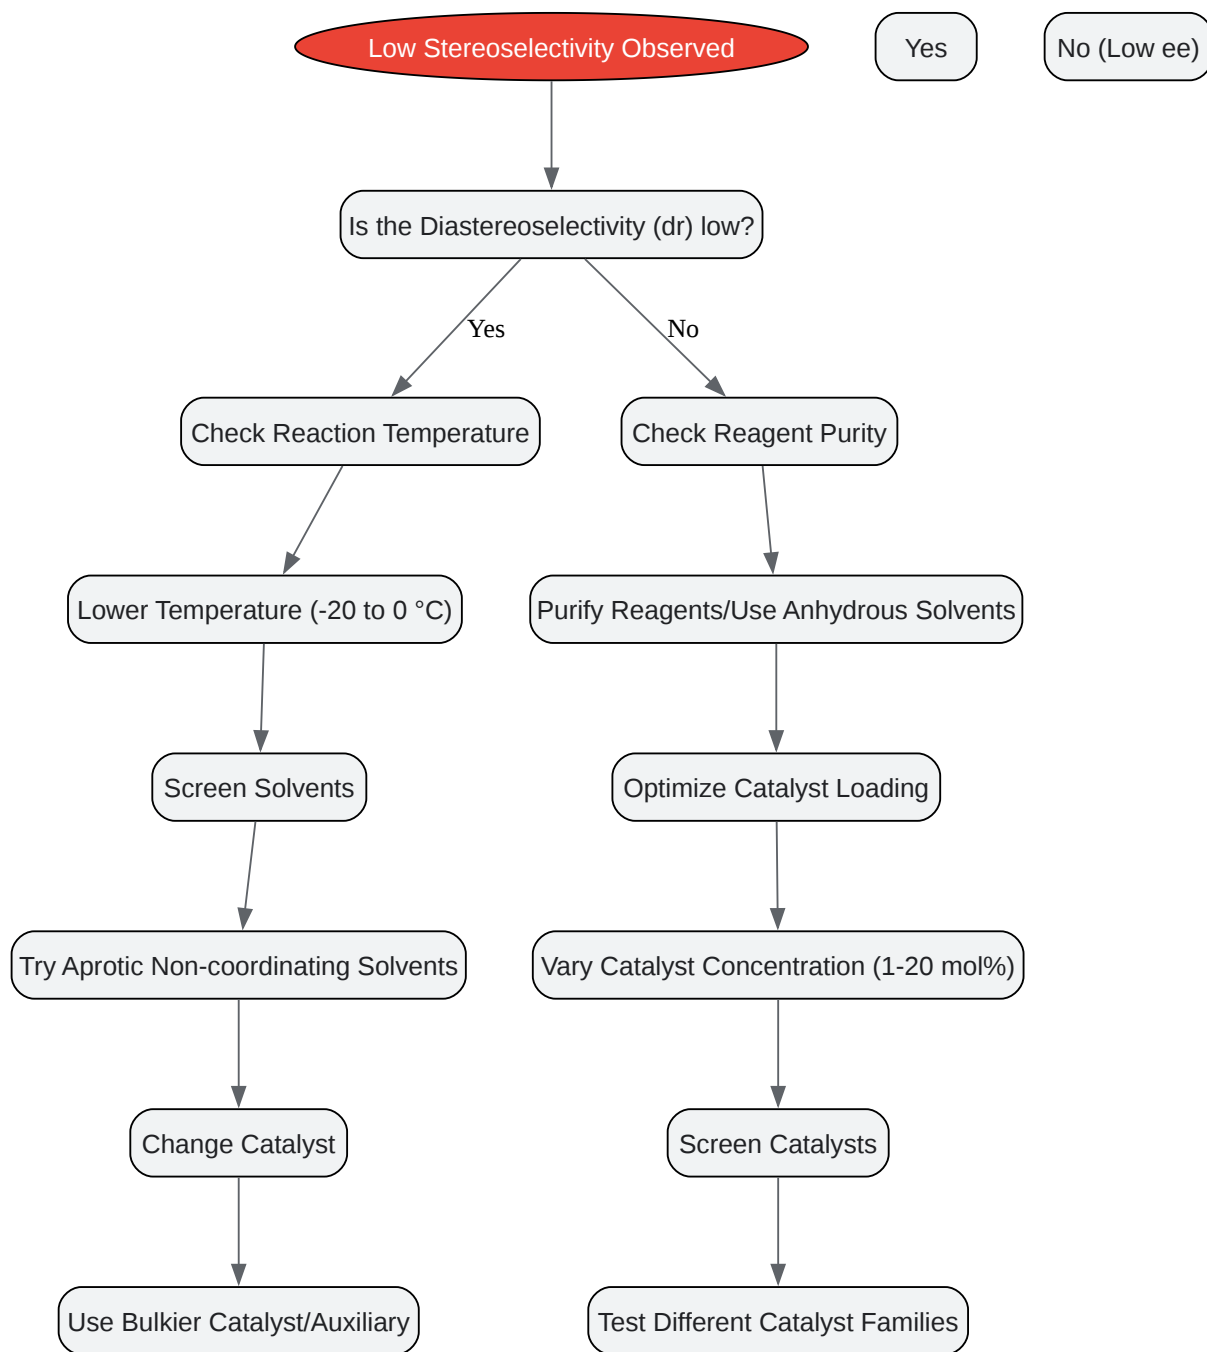 Low Stereoselectivity Observed
Yes
No (Low ee)
Is the Diastereoselectivity (dr) low?
Yes
No
Check Reaction Temperature
Check Reagent Purity
Lower Temperature (-20 to 0 °C)
Purify Reagents/Use Anhydrous Solvents
Screen Solvents
Optimize Catalyst Loading
Try Aprotic Non-coordinating Solvents
Vary Catalyst Concentration (1-20 mol%)
Change Catalyst
Screen Catalysts
Use Bulkier Catalyst/Auxiliary
Test Different Catalyst Families